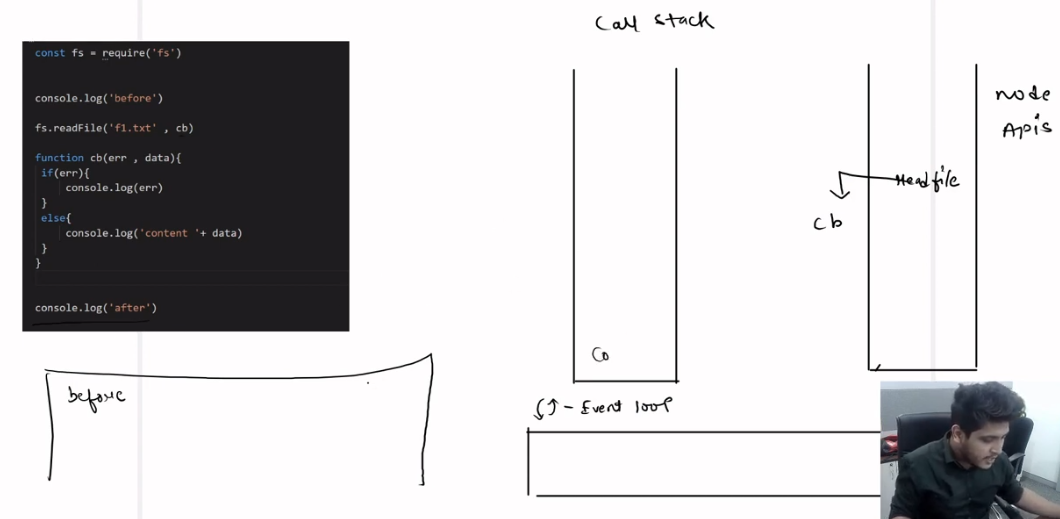 const fs = require('fs')
console.log('before')
fs.readFile('f1.txt' , cb)
function cb(err , data){
if(err){
console.log(err)
}
else{
console.log('content '+ data)
}
}
console.log('after')
before
Call stack
Co
Node
APis
Readfile
cb
- Event loop